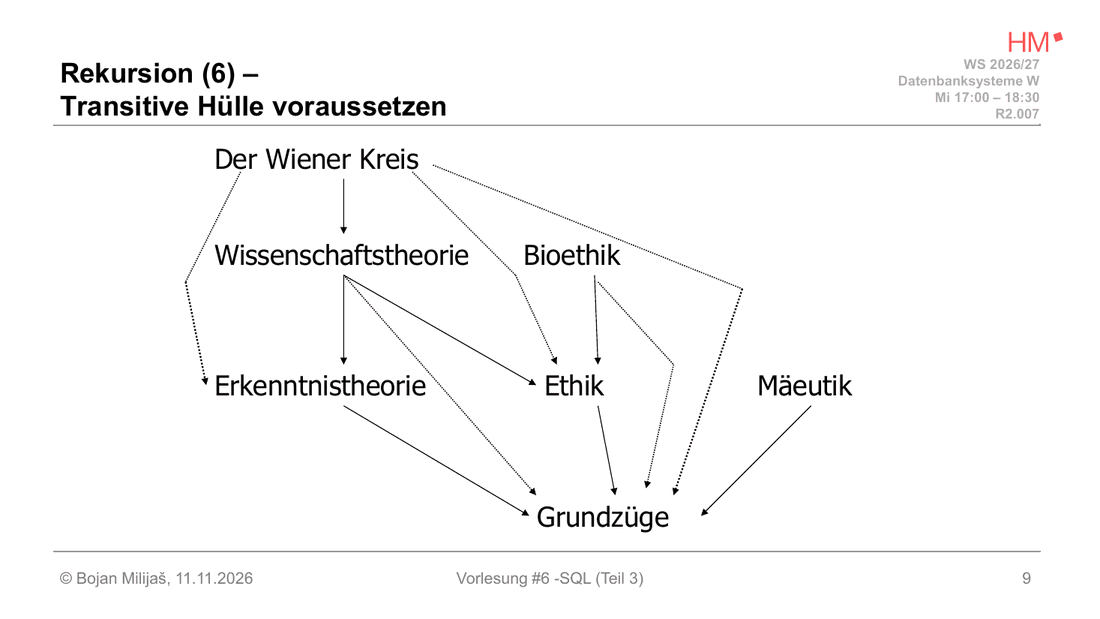 HM
WS 2026/27
Datenbanksysteme W
Mi 17:00 – 18:30
R2.007
Rekursion (6) –
Transitive Hülle voraussetzen
Der Wiener Kreis
Wissenschaftstheorie
Bioethik
Erkenntnistheorie
Ethik
Mäeutik
Grundzüge
© Bojan Milijaš, 11.11.2026
Vorlesung #6 -SQL (Teil 3)
9